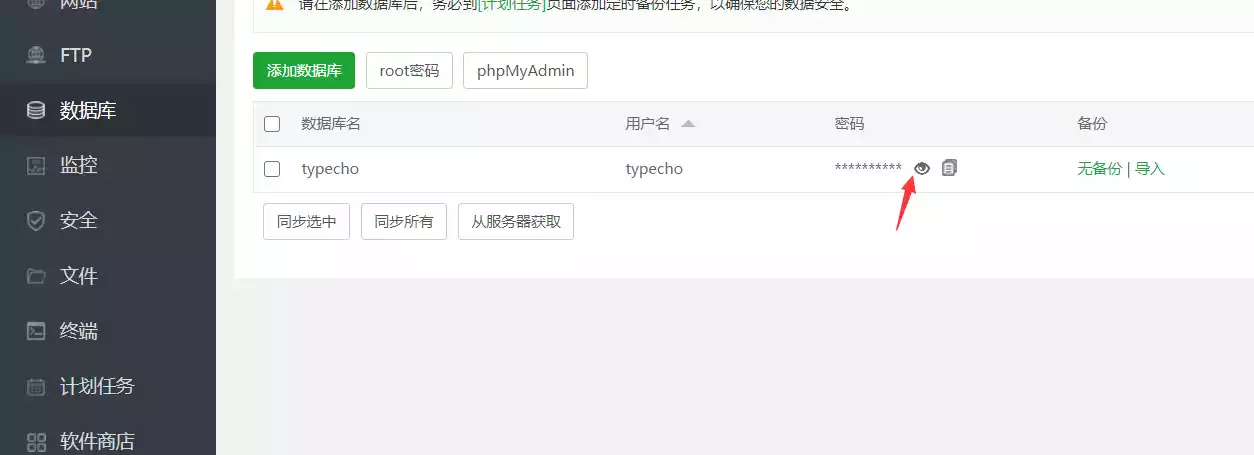 网站
请在添加数据库后，务必到[计划任务]页面添加定时备份任务，以确保您的数据安全。
FTP
添加数据库 root密码 phpMyAdmin
数据库
数据库名 用户名 密码 备份
监控
typecho typecho ********** 无备份 | 导入
安全
同步选中 同步所有 从服务器获取
文件
终端
计划任务
软件商店